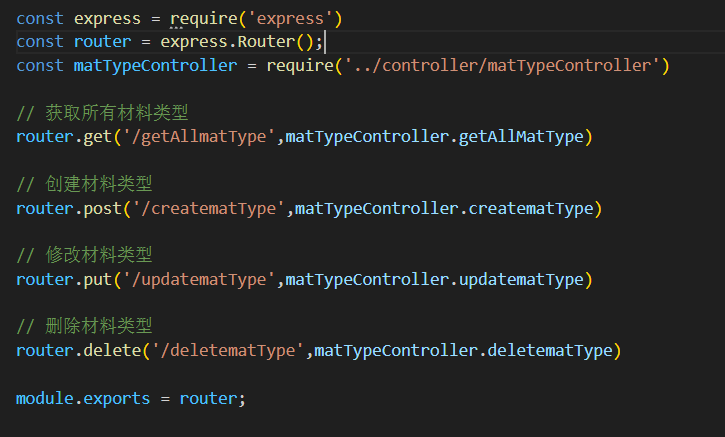 const express = require('express')
const router = express.Router();
const matTypeController = require('../controller/matTypeController')
// 获取所有材料类型
router.get('/getAllmatType',matTypeController.getAllMatType)
// 创建材料类型
router.post('/creatematType',matTypeController.creatematType)
// 修改材料类型
router.put('/updatematType',matTypeController.updatematType)
// 删除材料类型
router.delete('/deletematType',matTypeController.deletematType)
module.exports = router;